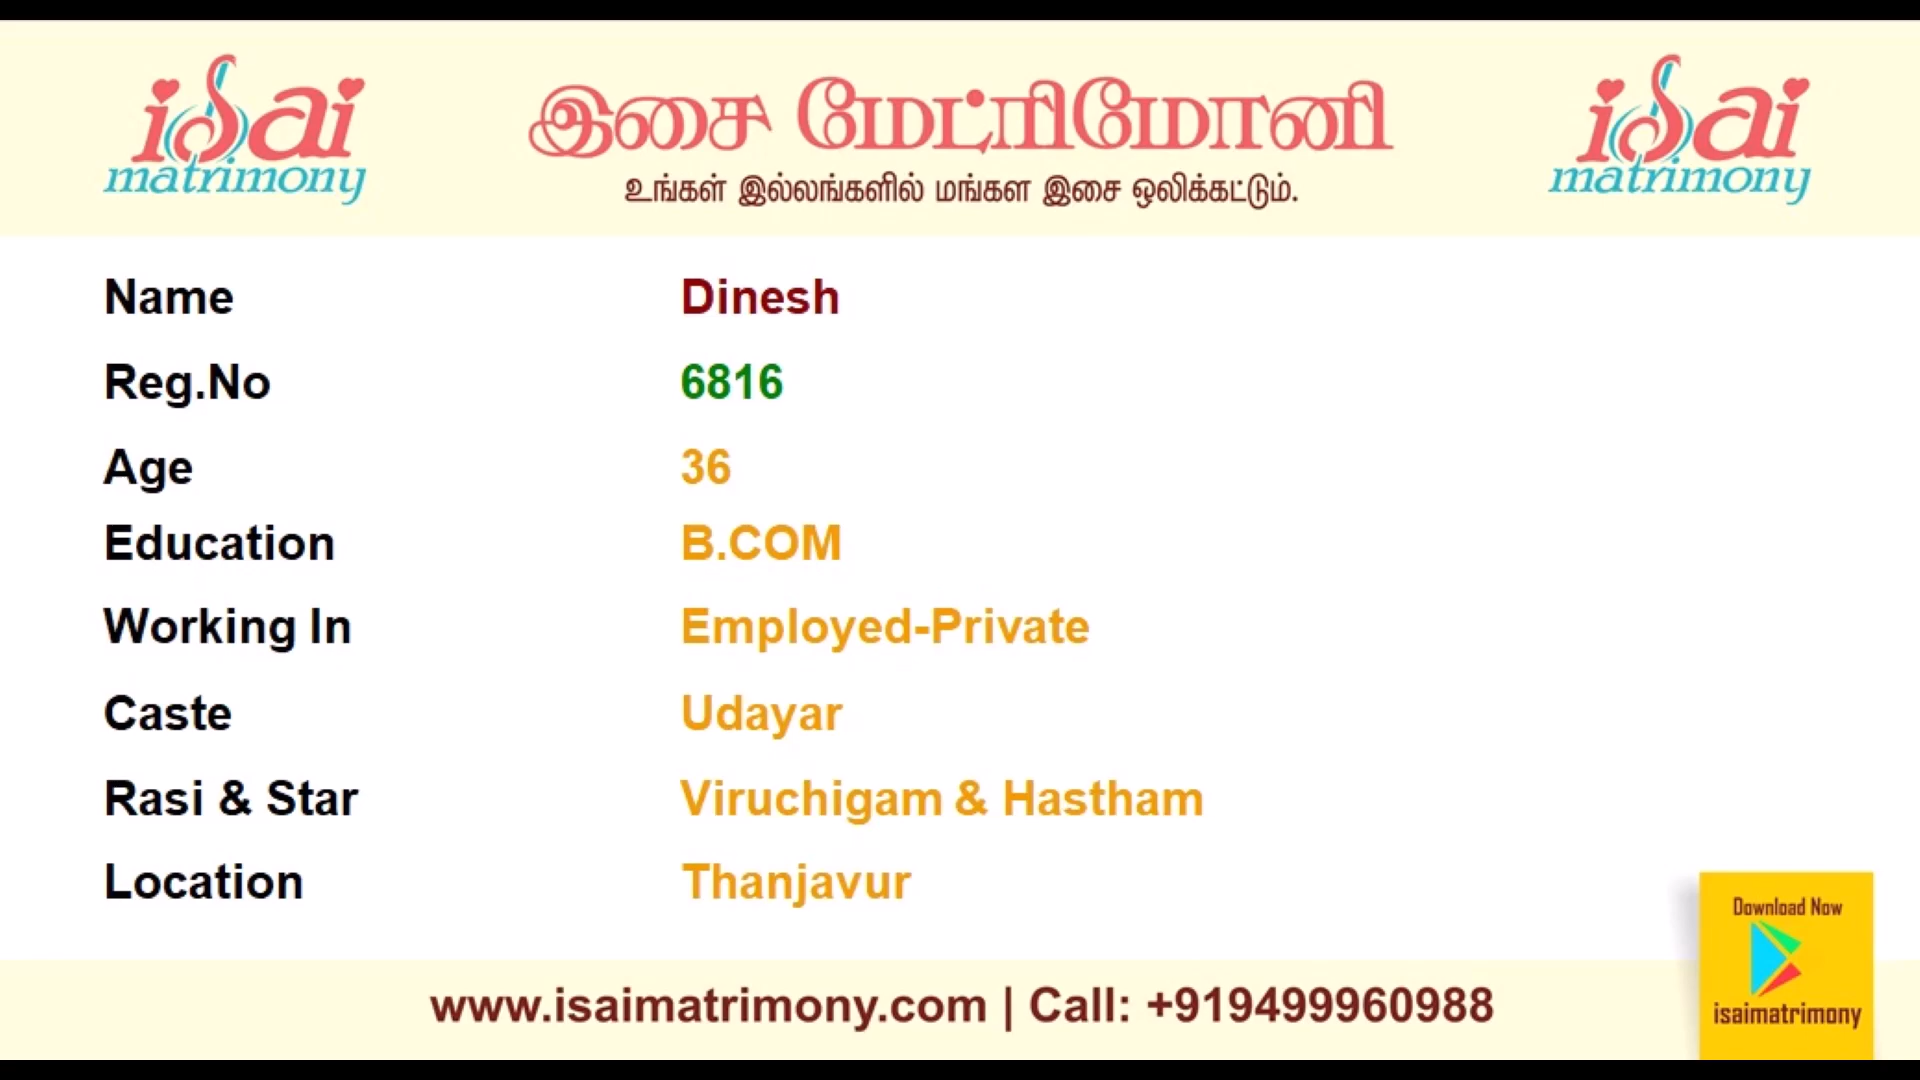 isai
matrimony
இசை மேட்ரிமோனி
உங்கள் இல்லங்களில் மங்கள இசை ஒலிக்கட்டும்.
isai
matrimony
Name Dinesh
Reg.No 6816
Age 36
Education B.COM
Working In Employed-Private
Caste Udayar
Rasi & Star Viruchigam & Hastham
Location Thanjavur
Download Now
isaimatrimony
www.isaimatrimony.com | Call: +919499960988